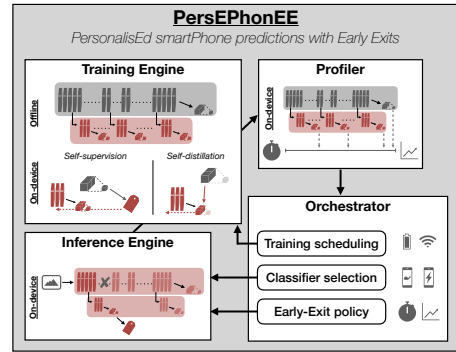 PersEPhonEE
PersonalisEd smartPhone predictions with Early Exits
Training Engine
Offline
On-device
Self-supervision
Self-distillation
Profiler
On-device
Inference Engine
On-device
Orchestrator
Training scheduling
Classifier selection
Early-Exit policy